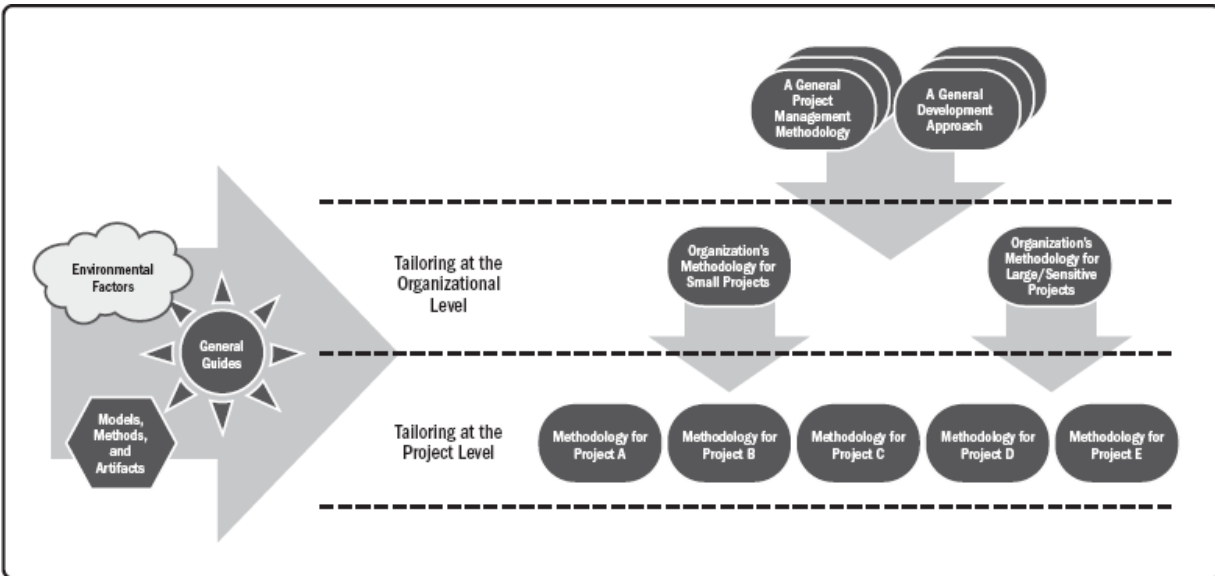 A General
Project
Management
Methodology
A General
Development
Approach
Environmental
Factors
General
Guides
Models,
Methods,
and
Artifacts
Tailoring at the
Organizational
Level
Organization's
Methodology for
Small Projects
Organization's
Methodology for
Large/Sensitive
Projects
Tailoring at the
Project Level
Methodology for
Project A
Methodology for
Project B
Methodology for
Project C
Methodology for
Project D
Methodology for
Project E